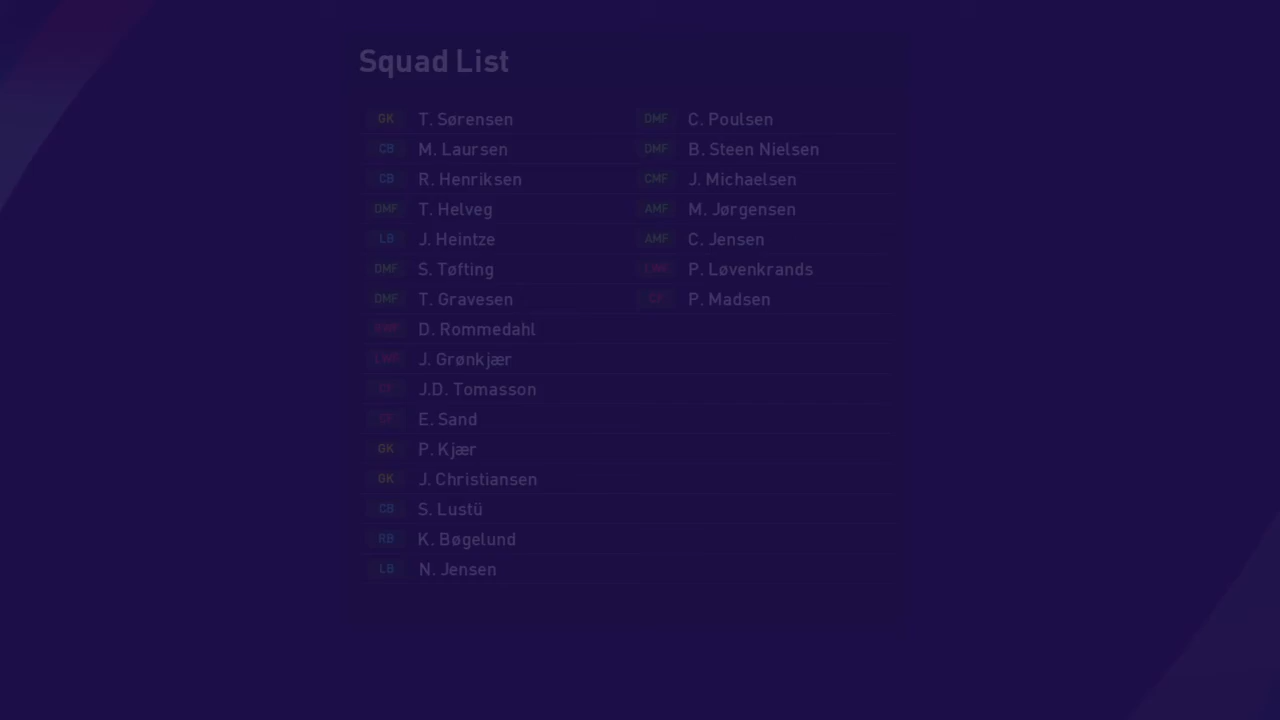 Squad List
GK T. Sørensen
CB M. Laursen
CB R. Henriksen
DMF T. Helveg
LB J. Heintze
DMF S. Tøfting
DMF T. Gravesen
RWF D. Rommedahl
LWF J. Grønkjær
CF J.D. Tomasson
CF E. Sand
GK P. Kjær
GK J. Christiansen
CB S. Lustü
RB K. Bøgelund
LB N. Jensen
DMF C. Poulsen
DMF B. Steen Nielsen
CMF J. Michaelsen
AMF M. Jørgensen
AMF C. Jensen
LWF P. Løvenkrands
CF P. Madsen